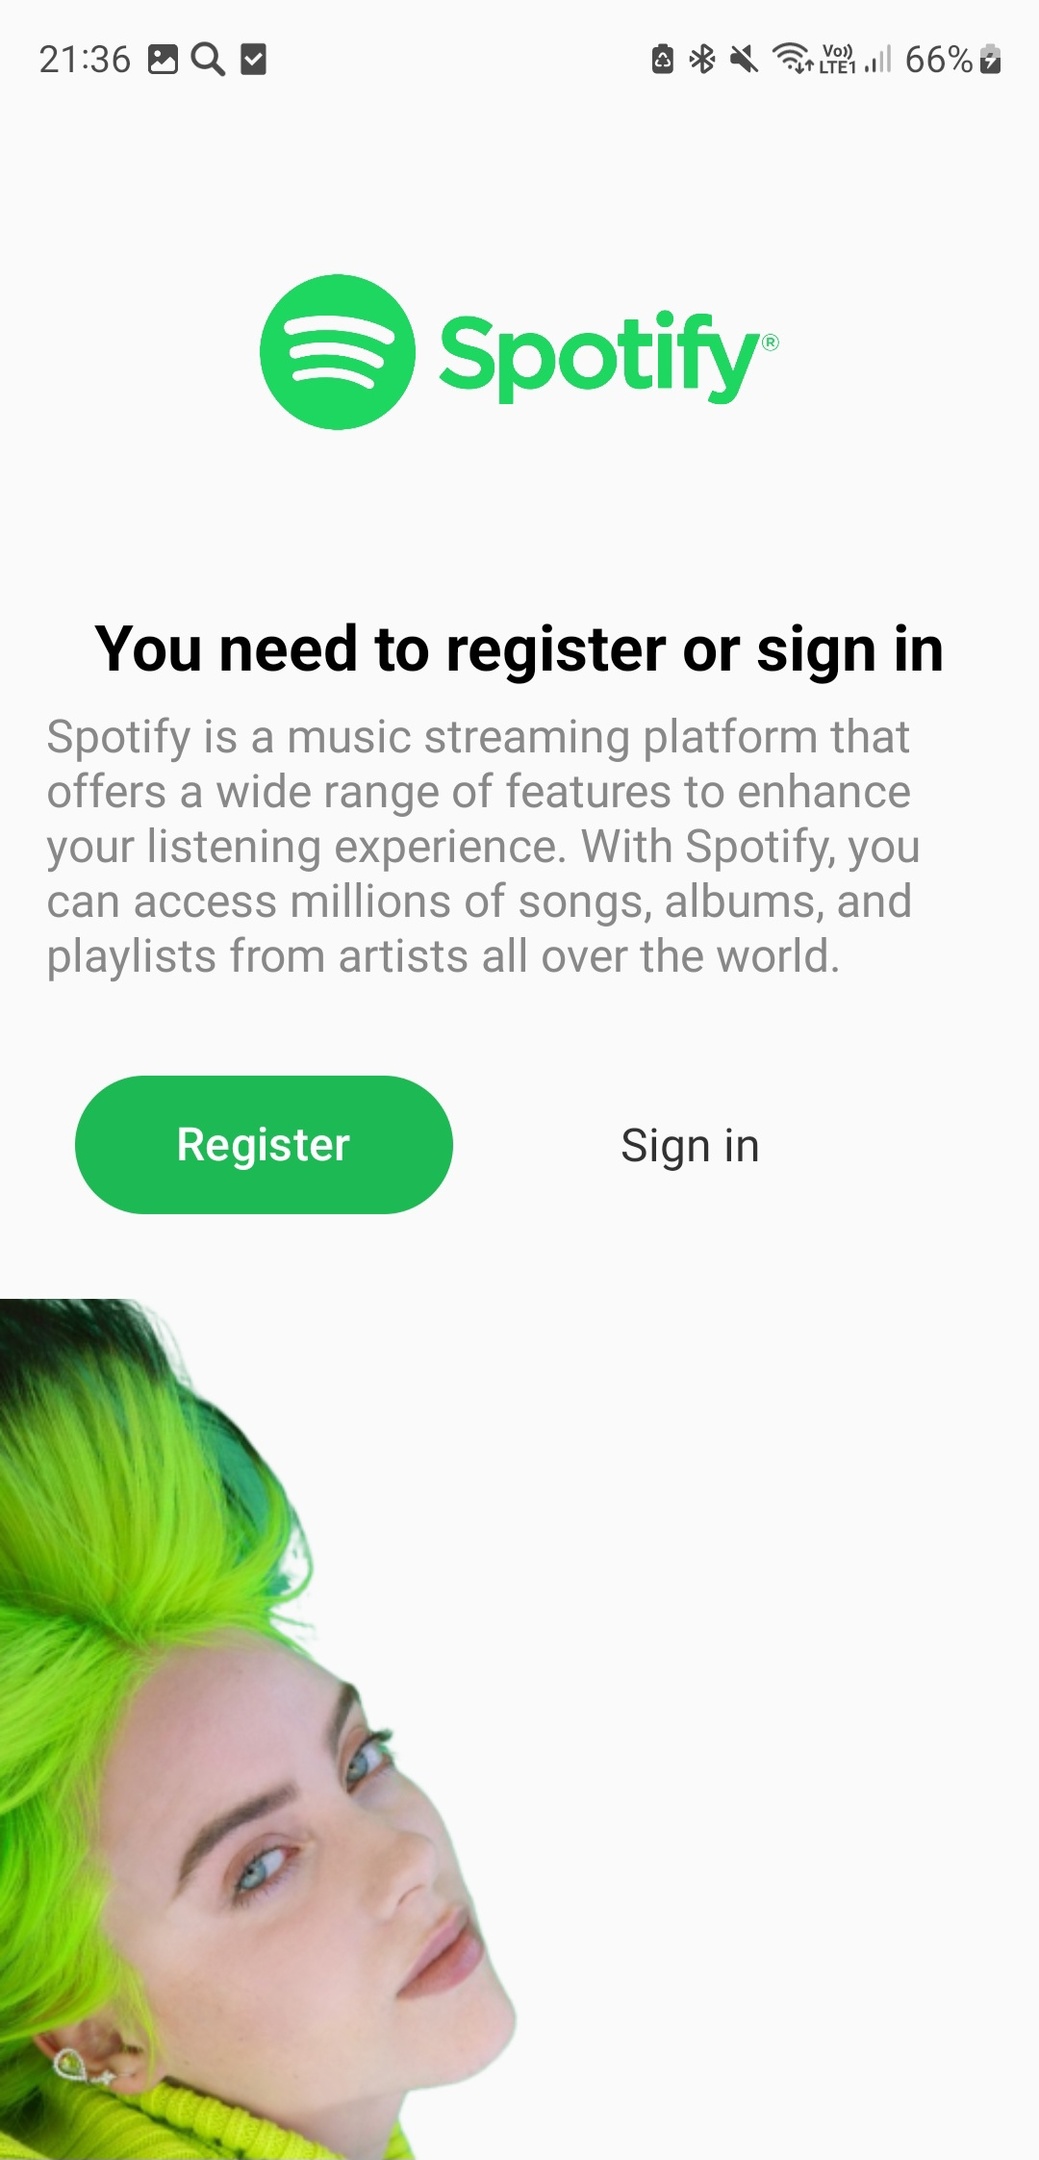 21:36 Vo)) LTE1 66%
Spotify®
You need to register or sign in
Spotify is a music streaming platform that
offers a wide range of features to enhance
your listening experience. With Spotify, you
can access millions of songs, albums, and
playlists from artists all over the world.
Register Sign in